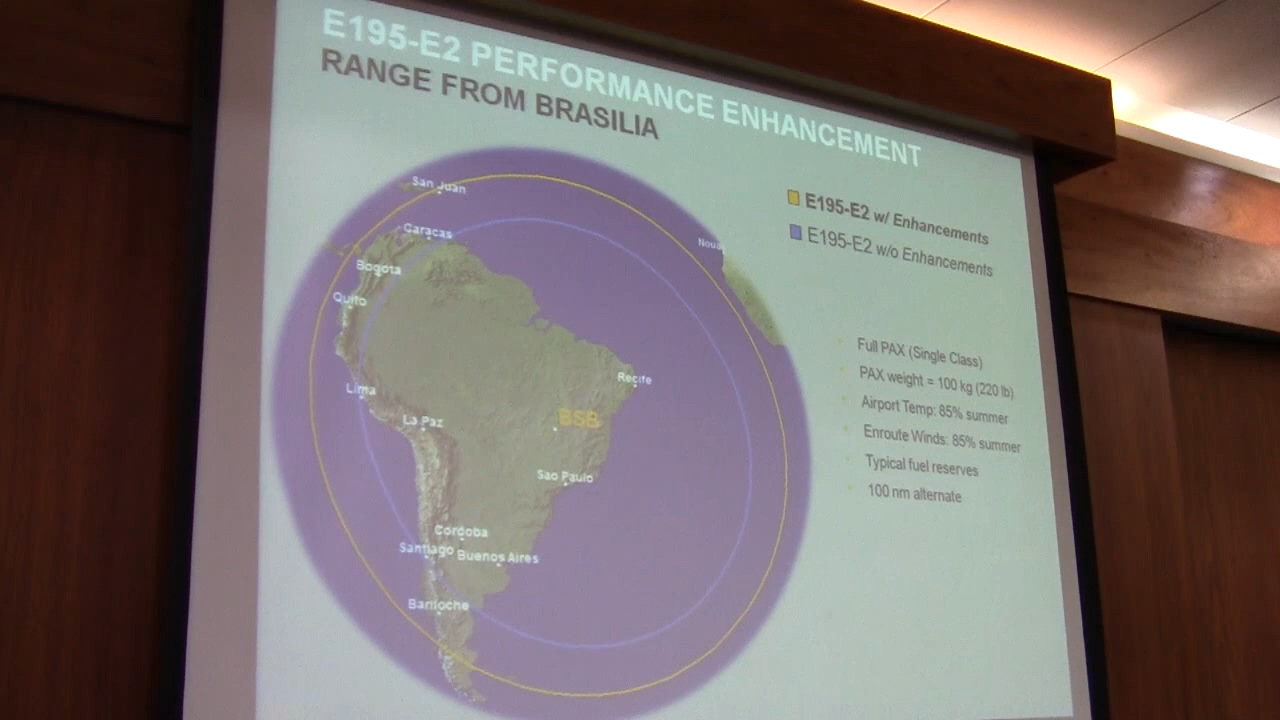 E195-E2 PERFORMANCE ENHANCEMENT
RANGE FROM BRASILIA
E195-E2 w/ Enhancements
E195-E2 w/o Enhancements
San Juan
Caracas
Bogota
Quito
Lima
La Paz
Recife
BSB
Sao Paulo
Cordoba
Santiago
Buenos Aires
Bariloche
Full PAX (Single Class)
PAX weight = 100 kg (220 lb)
Airport Temp: 85% summer
Enroute Winds: 85% summer
Typical fuel reserves
100 nm alternate